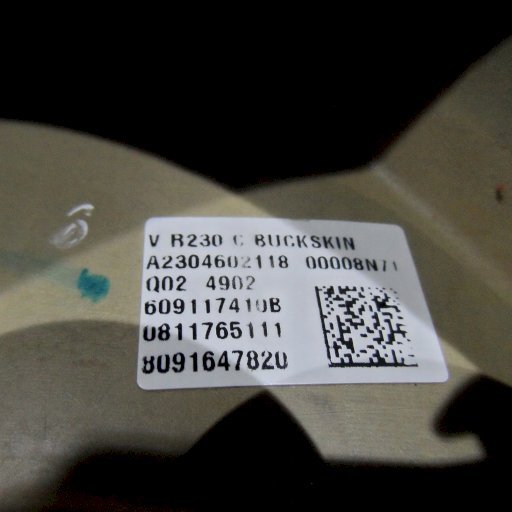 V R230 C BUCKSKIN
A2304602118 00008N71
Q02 4902
609117410B
0811765111
8091647820